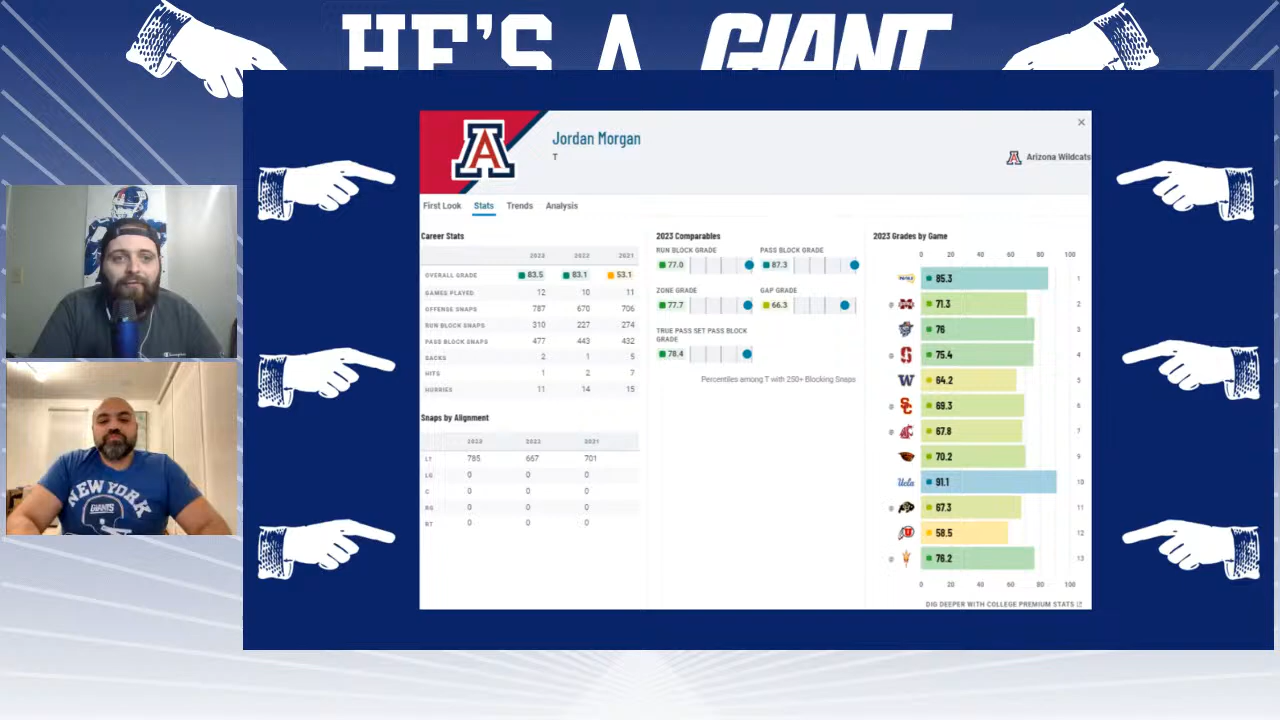 HE'S A GIANT
Jordan Morgan
T
Arizona Wildcats
First Look Stats Trends Analysis
Career Stats
2023 2022 2021
OVERALL GRADE 83.5 83.1 53.1
GAMES PLAYED 12 10 11
OFFENSE SNAPS 787 670 706
RUN BLOCK SNAPS 310 227 274
PASS BLOCK SNAPS 477 443 432
SACKS 2 1 5
HITS 1 2 7
HURRIES 11 14 15
Snaps by Alignment
2023 2022 2021
LT 785 667 701
LG 0 0 0
C 0 0 0
RG 0 0 0
RT 0 0 0
2023 Comparables
RUN BLOCK GRADE PASS BLOCK GRADE
77.0 87.3
ZONE GRADE GAP GRADE
77.7 66.3
TRUE PASS SET PASS BLOCK
GRADE
78.4
Percentiles among T with 250+ Blocking Snaps
2023 Grades by Game
0 20 40 60 80 100
85.3 1
@ 71.3 2
76 3
@ S 75.4 4
W 64.2 5
@ SC 69.3 6
@ 67.8 7
70.2 9
Ucla 91.1 10
@ CU 67.3 11
U 58.5 12
@ 76.2 13
0 20 40 60 80 100
DIG DEEPER WITH COLLEGE PREMIUM STATS
NEW YORK
GIANTS